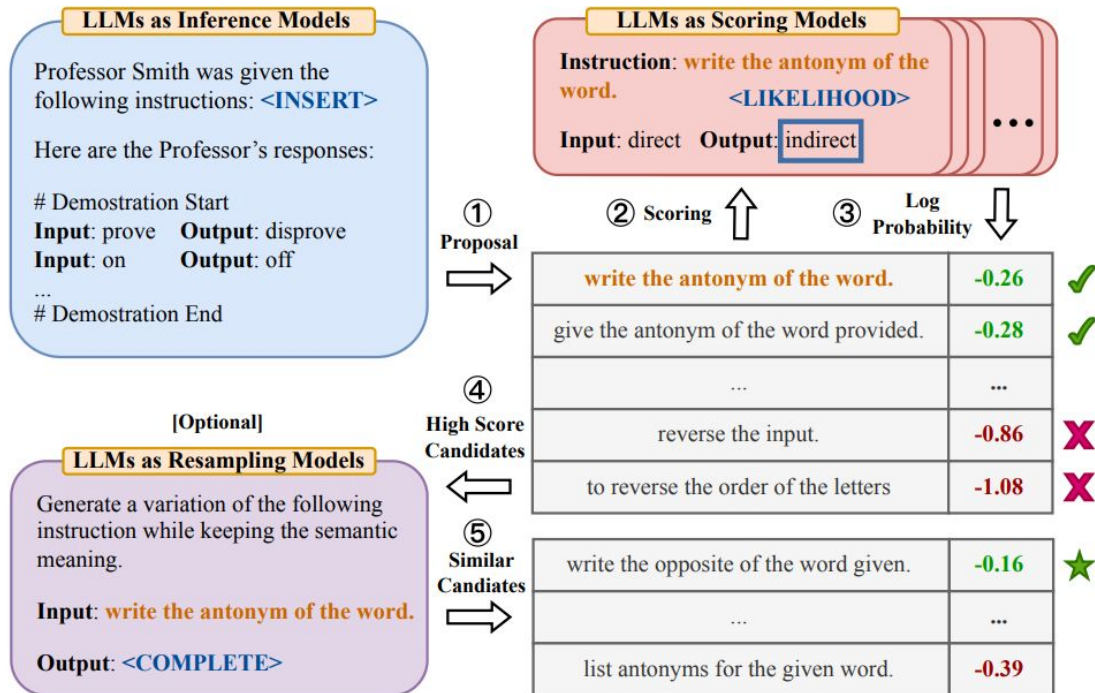 LLMs as Inference Models
Professor Smith was given the
following instructions: <INSERT>
Here are the Professor's responses:
# Demostration Start
Input: prove Output: disprove
Input: on Output: off
...
# Demostration End
LLMs as Scoring Models
Instruction: write the antonym of the
word.
<LIKELIHOOD>
Input: direct Output: indirect
...
① Proposal
② Scoring
③ Log
Probability
write the antonym of the word. -0.26
give the antonym of the word provided. -0.28
... ...
reverse the input. -0.86
to reverse the order of the letters -1.08
④
High Score
Candidates
[Optional]
LLMs as Resampling Models
Generate a variation of the following
instruction while keeping the semantic
meaning.
Input: write the antonym of the word.
Output: <COMPLETE>
⑤
Similar
Candiates
write the opposite of the word given. -0.16
... ...
list antonyms for the given word. -0.39